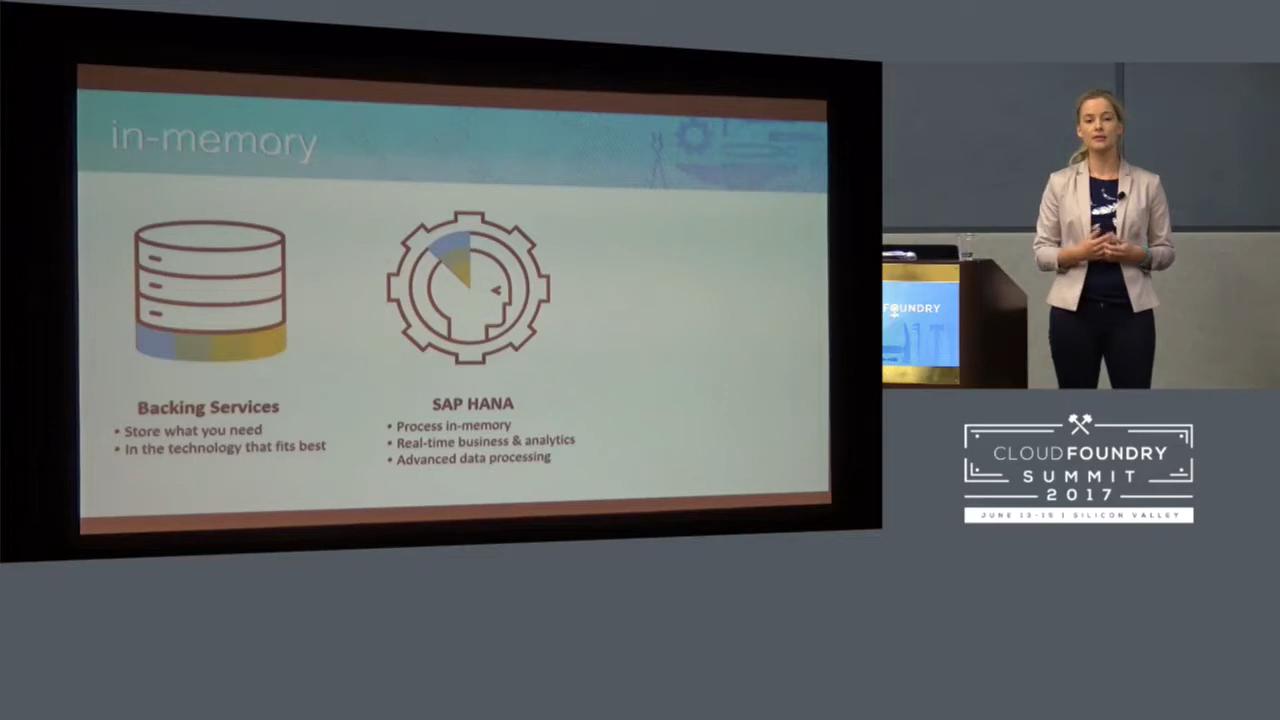 in-memory
Backing Services
• Store what you need
• In the technology that fits best
SAP HANA
• Process in-memory
• Real-time business & analytics
• Advanced data processing
FOUNDRY
CLOUD FOUNDRY
SUMMIT
2017
JUNE 13-15 | SILICON VALLEY